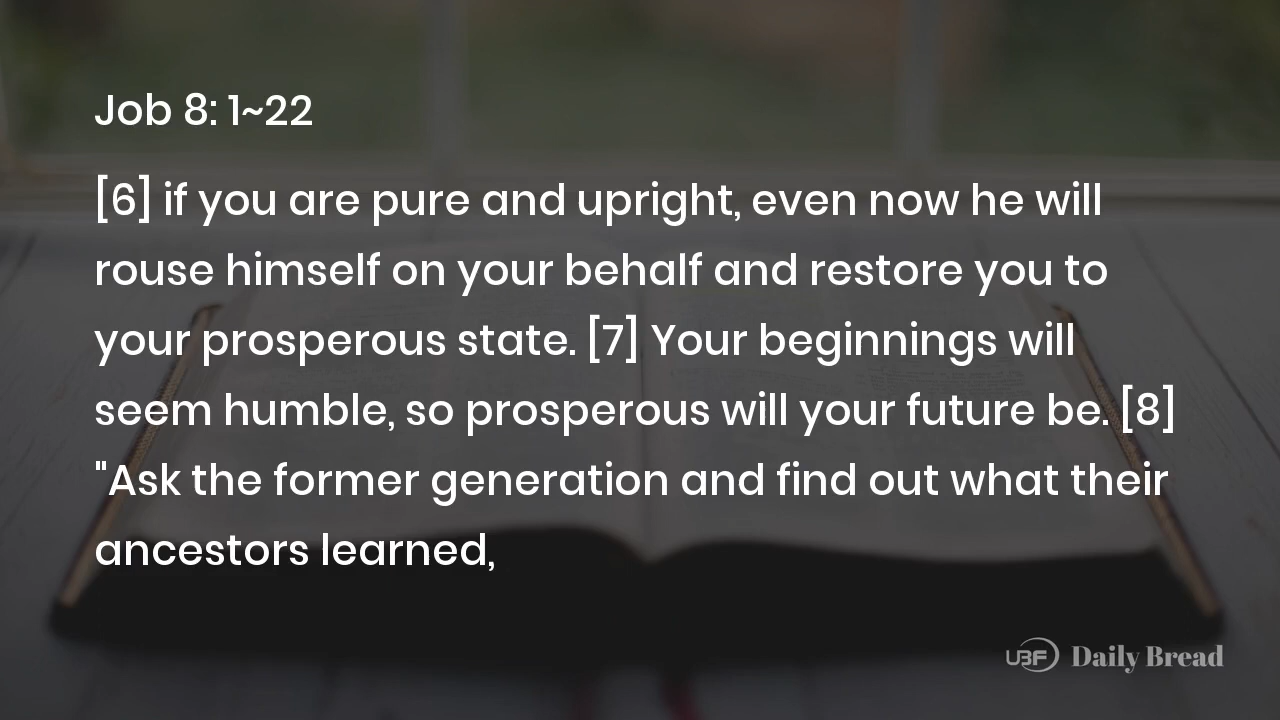 Job 8: 1~22
[6] if you are pure and upright, even now he will
rouse himself on your behalf and restore you to
your prosperous state. [7] Your beginnings will
seem humble, so prosperous will your future be. [8]
"Ask the former generation and find out what their
ancestors learned,
UBF Daily Bread